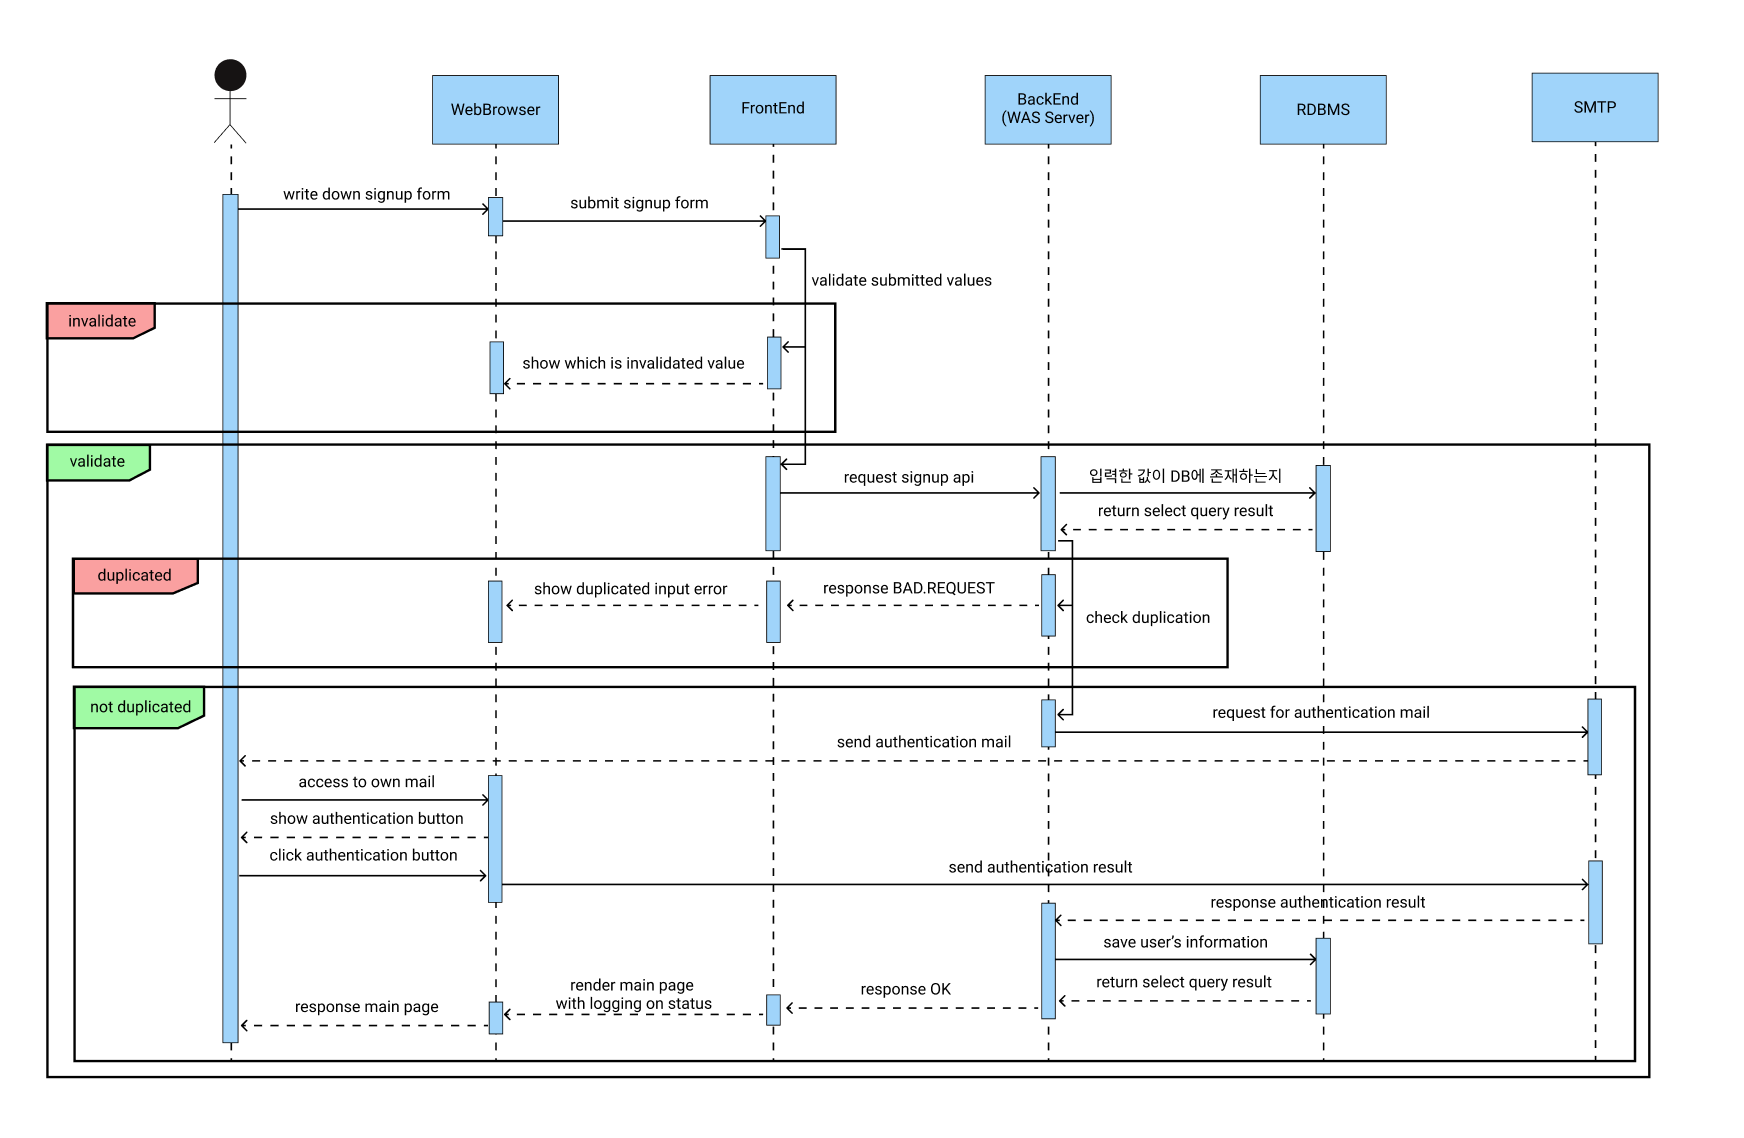 WebBrowser
FrontEnd
BackEnd
(WAS Server)
RDBMS
SMTP
write down signup form
submit signup form
validate submitted values
invalidate
show which is invalidated value
validate
request signup api
입력한 값이 DB에 존재하는지
return select query result
duplicated
show duplicated input error
response BAD.REQUEST
check duplication
not duplicated
request for authentication mail
send authentication mail
access to own mail
show authentication button
click authentication button
send authentication result
response authentication result
save user’s information
return select query result
response OK
render main page
with logging on status
response main page